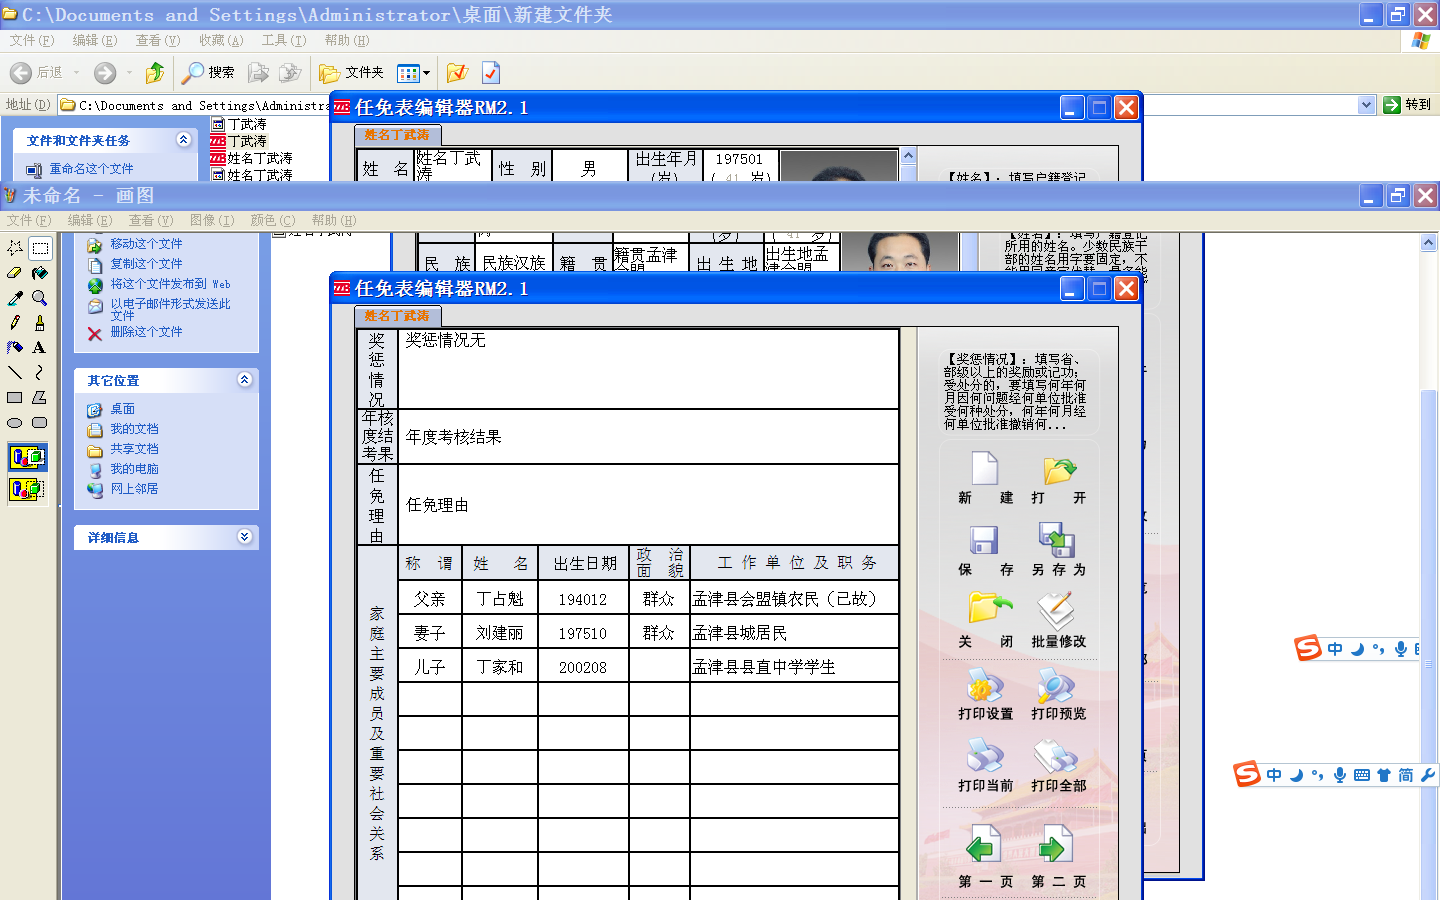 C:\Documents and Settings\Administrator\桌面\新建文件夹
文件(F) 编辑(E) 查看(V) 收藏(A) 工具(T) 帮助(H)
后退 搜索 文件夹
地址(D) C:\Documents and Settings\Administra 转到
文件和文件夹任务
重命名这个文件
丁武涛
丁武涛
姓名丁武涛
姓名丁武涛
任免表编辑器RM2.1
姓名丁武涛
姓 名 姓名丁武涛 性 别 男 出生年月(岁) 197501
【姓名】：填写户籍登记
未命名 - 画图
文件(F) 编辑(E) 查看(V) 图像(I) 颜色(C) 帮助(H)
移动这个文件
复制这个文件
将这个文件发布到 Web
以电子邮件形式发送此
文件
删除这个文件
其它位置
桌面
我的文档
共享文档
我的电脑
网上邻居
详细信息
民 族 民族汉族 籍 贯 籍贯孟津 出 生 地 出生地孟
所用的姓名。少数民族干
部的姓名用字要固定，不
任免表编辑器RM2.1
姓名丁武涛
奖惩情况 奖惩情况无
年核度结考果 年度考核结果
任免理由 任免理由
家庭主要成员及重要社会关系
称 谓 姓 名 出生日期 政治面貌 工作单位及职务
父亲 丁占魁 194012 群众 孟津县会盟镇农民（已故）
妻子 刘建丽 197510 群众 孟津县城居民
儿子 丁家和 200208 孟津县县直中学学生
【奖惩情况】：填写省、
部级以上的奖励或记功；
受处分的，要填写何年何
月因何问题经何单位批准
受何种处分，何年何月经
何单位批准撤销何...
新 建 打 开
保 存 另 存 为
关 闭 批量修改
打印设置 打印预览
打印当前 打印全部
第 一 页 第 二 页
中
中 简